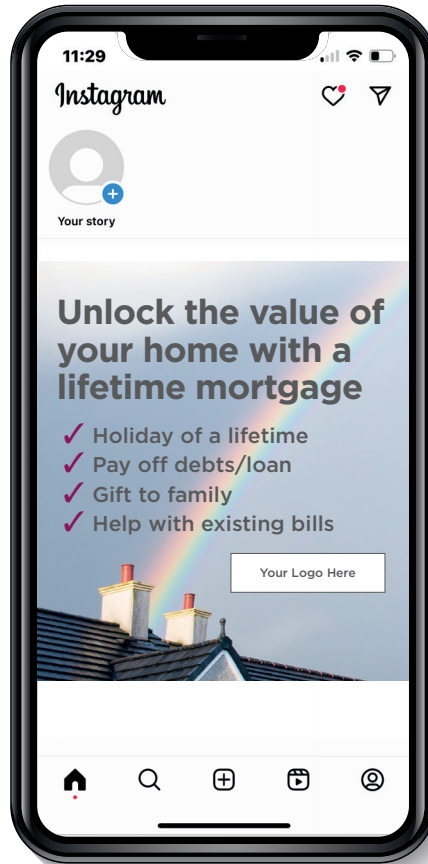 11:29
Instagram
Your story
Unlock the value of
your home with a
lifetime mortgage
✓ Holiday of a lifetime
✓ Pay off debts/loan
✓ Gift to family
✓ Help with existing bills
Your Logo Here